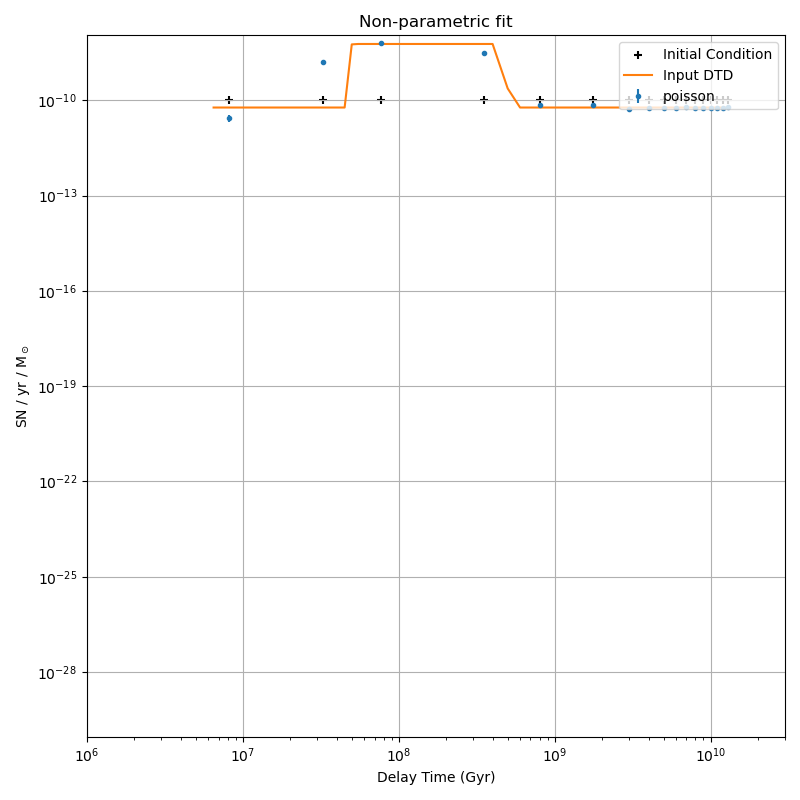 Non-parametric fit
Initial Condition
Input DTD
poisson
SN / yr / M⊙
10⁻¹⁰
10⁻¹³
10⁻¹⁶
10⁻¹⁹
10⁻²²
10⁻²⁵
10⁻²⁸
10⁶ 10⁷ 10⁸ 10⁹ 10¹⁰
Delay Time (Gyr)